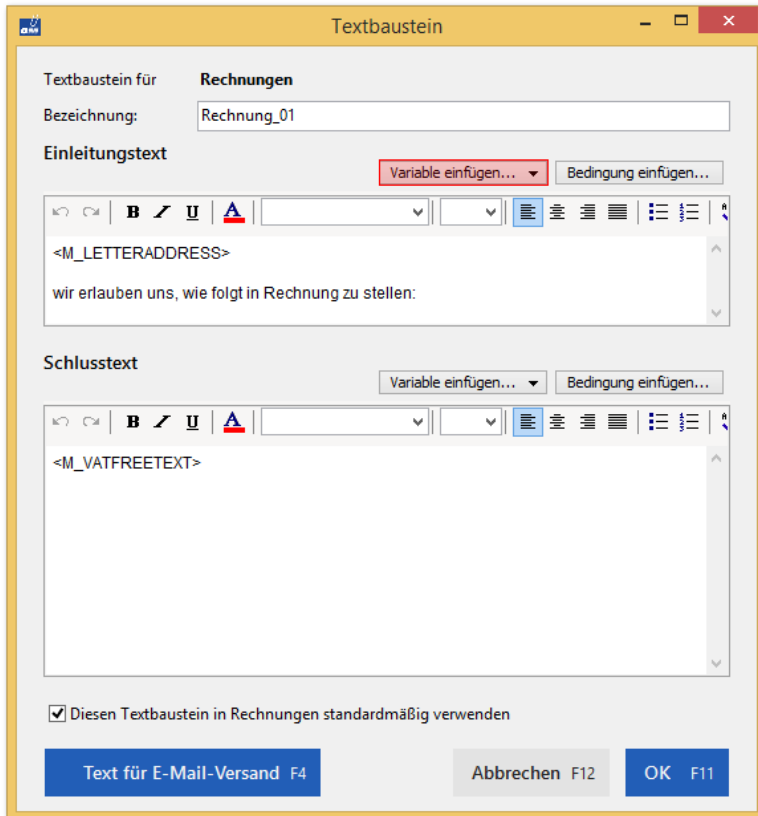 Textbaustein
Textbaustein für Rechnungen
Bezeichnung: Rechnung_01
Einleitungstext
Variable einfügen... Bedingung einfügen...
B I U A
<M_LETTERADDRESS>
wir erlauben uns, wie folgt in Rechnung zu stellen:
Schlusstext
Variable einfügen... Bedingung einfügen...
B I U A
<M_VATFREETEXT>
Diesen Textbaustein in Rechnungen standardmäßig verwenden
Text für E-Mail-Versand F4 Abbrechen F12 OK F11